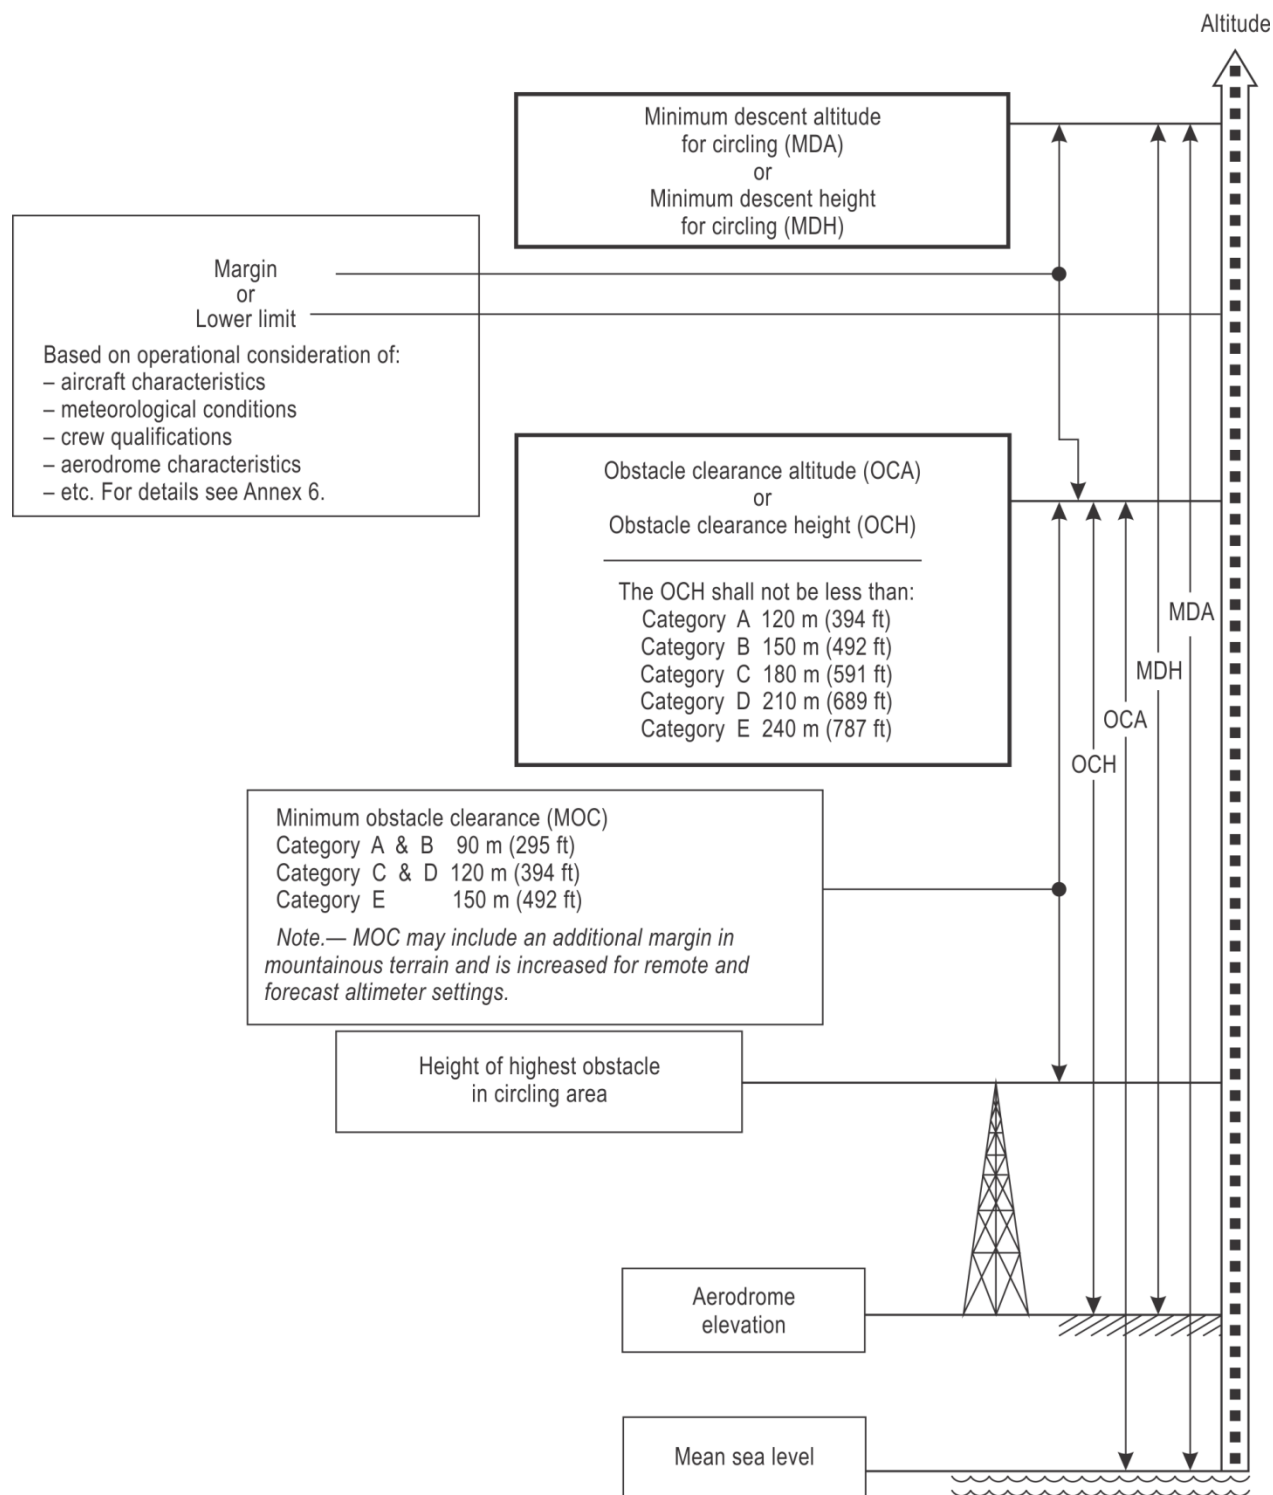 Altitude
Minimum descent altitude
for circling (MDA)
or
Minimum descent height
for circling (MDH)
Margin
or
Lower limit
Based on operational consideration of:
– aircraft characteristics
– meteorological conditions
– crew qualifications
– aerodrome characteristics
– etc. For details see Annex 6.
Obstacle clearance altitude (OCA)
or
Obstacle clearance height (OCH)
The OCH shall not be less than:
Category A 120 m (394 ft)
Category B 150 m (492 ft)
Category C 180 m (591 ft)
Category D 210 m (689 ft)
Category E 240 m (787 ft)
MDA
MDH
OCA
OCH
Minimum obstacle clearance (MOC)
Category A & B 90 m (295 ft)
Category C & D 120 m (394 ft)
Category E 150 m (492 ft)
Note.— MOC may include an additional margin in
mountainous terrain and is increased for remote and
forecast altimeter settings.
Height of highest obstacle
in circling area
Aerodrome
elevation
Mean sea level